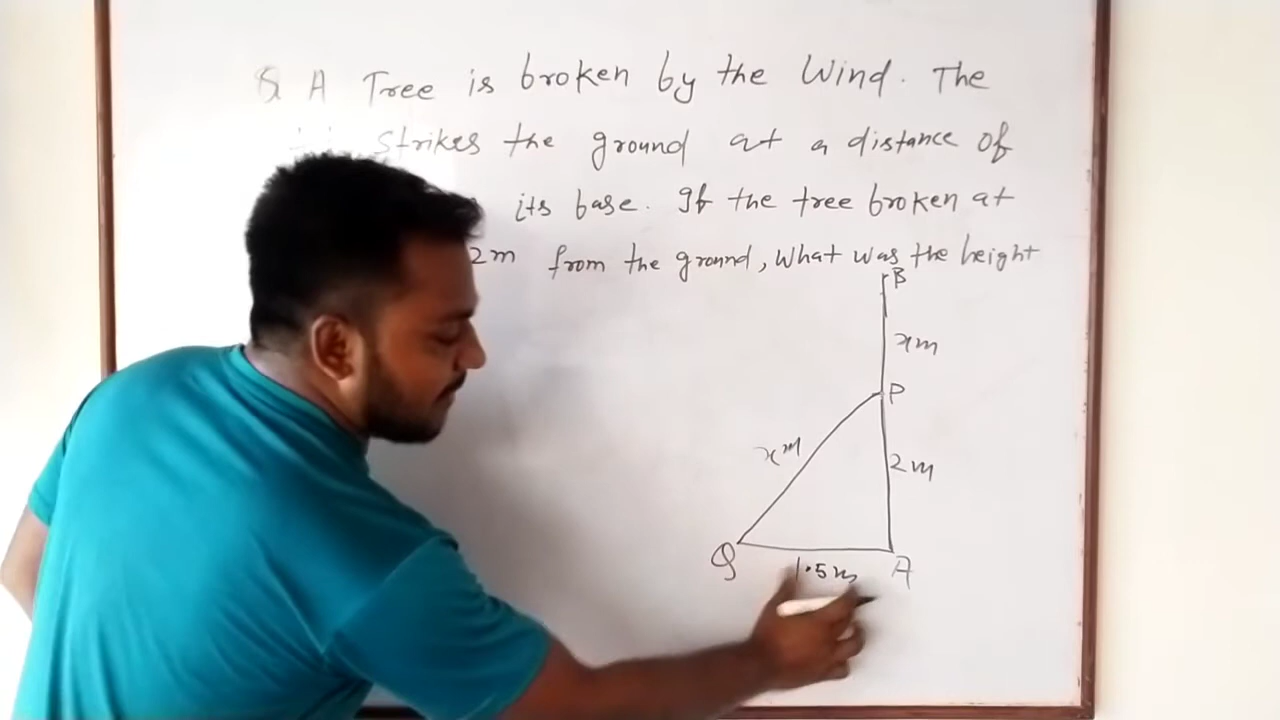 Q A Tree is broken by the Wind. The
strikes the ground at a distance of
its base. If the tree broken at
2m from the ground, What was the height
B
xm
P
xm
2m
Q
1.5m A